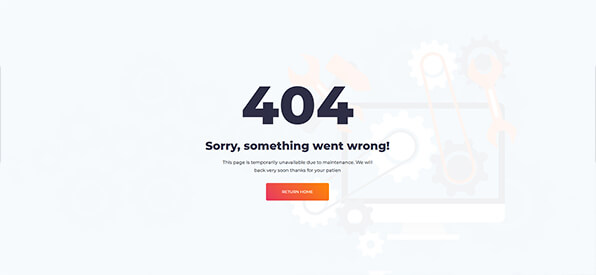 404
Sorry, something went wrong!
This page is temporarily unavailable due to maintenance. We will
back very soon thanks for your patien
RETURN HOME